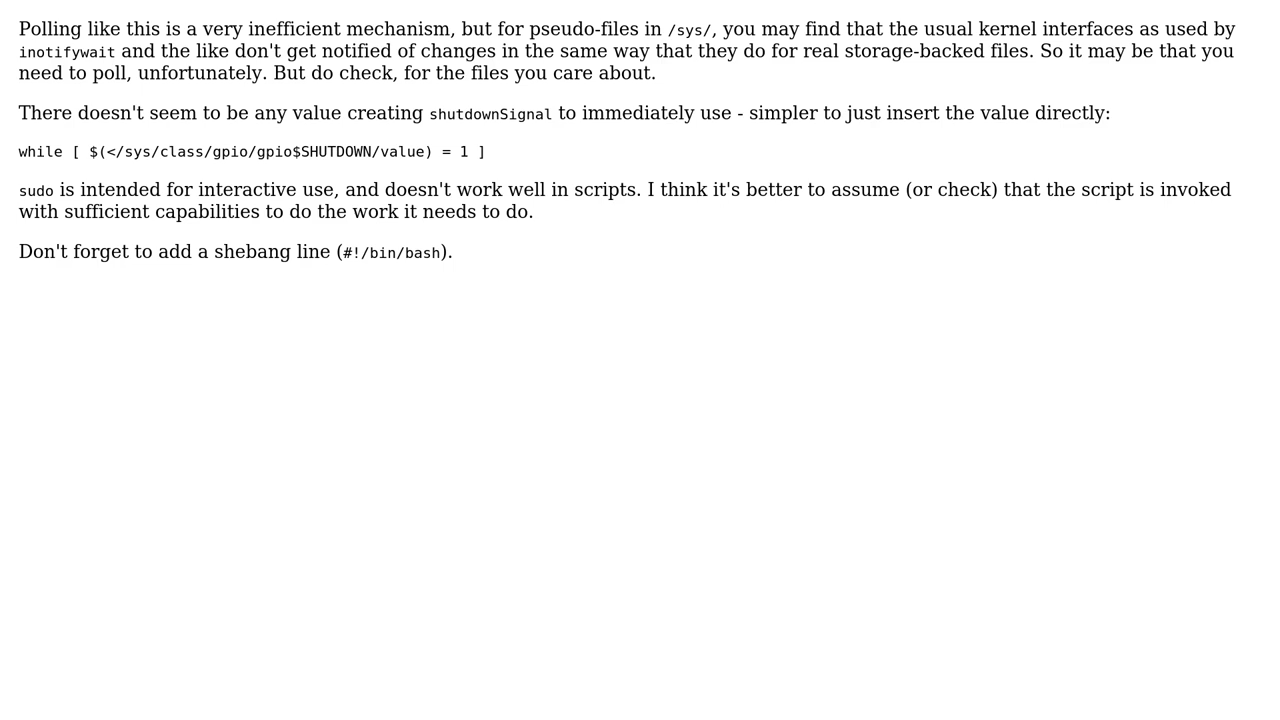 Polling like this is a very inefficient mechanism, but for pseudo-files in /sys/, you may find that the usual kernel interfaces as used by
inotifywait and the like don't get notified of changes in the same way that they do for real storage-backed files. So it may be that you
need to poll, unfortunately. But do check, for the files you care about.
There doesn't seem to be any value creating shutdownSignal to immediately use - simpler to just insert the value directly:
while [ $(</sys/class/gpio/gpio$SHUTDOWN/value) = 1 ]
sudo is intended for interactive use, and doesn't work well in scripts. I think it's better to assume (or check) that the script is invoked
with sufficient capabilities to do the work it needs to do.
Don't forget to add a shebang line (#!/bin/bash).